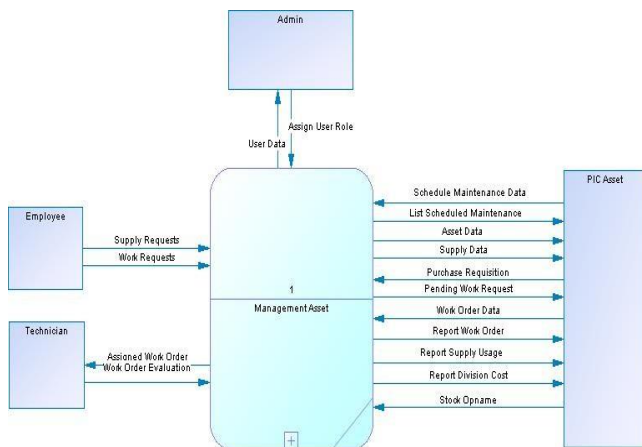 Admin
Assign User Role
User Data
PIC Asset
Schedule Maintenance Data
List Scheduled Maintenance
Asset Data
Supply Data
Purchase Requisition
Pending Work Request
Work Order Data
Report Work Order
Report Supply Usage
Report Division Cost
Stock Opname
Employee
Supply Requests
Work Requests
1
Management Asset
Technician
Assigned Work Order
Work Order Evaluation